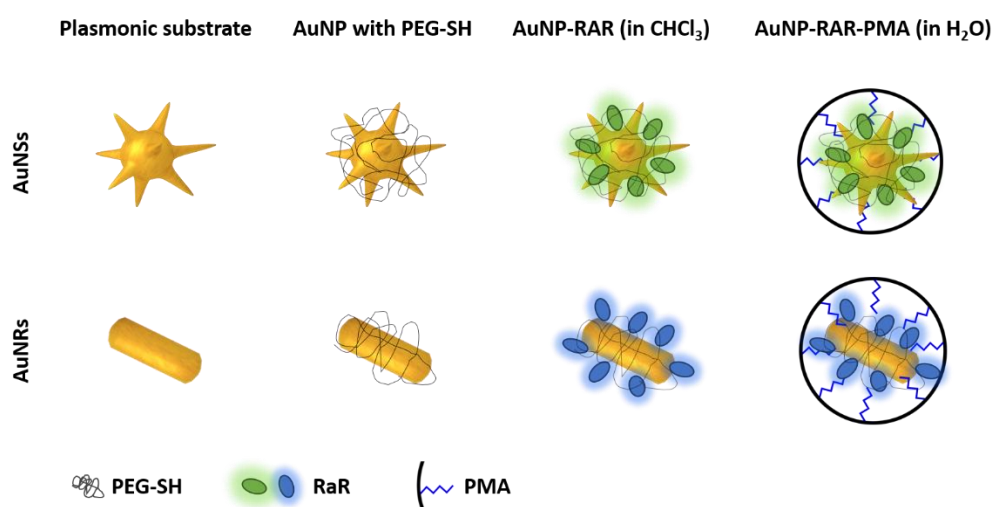 Plasmonic substrate AuNP with PEG-SH AuNP-RAR (in CHCl₃) AuNP-RAR-PMA (in H₂O)
AuNSs
AuNRs
PEG-SH RaR PMA